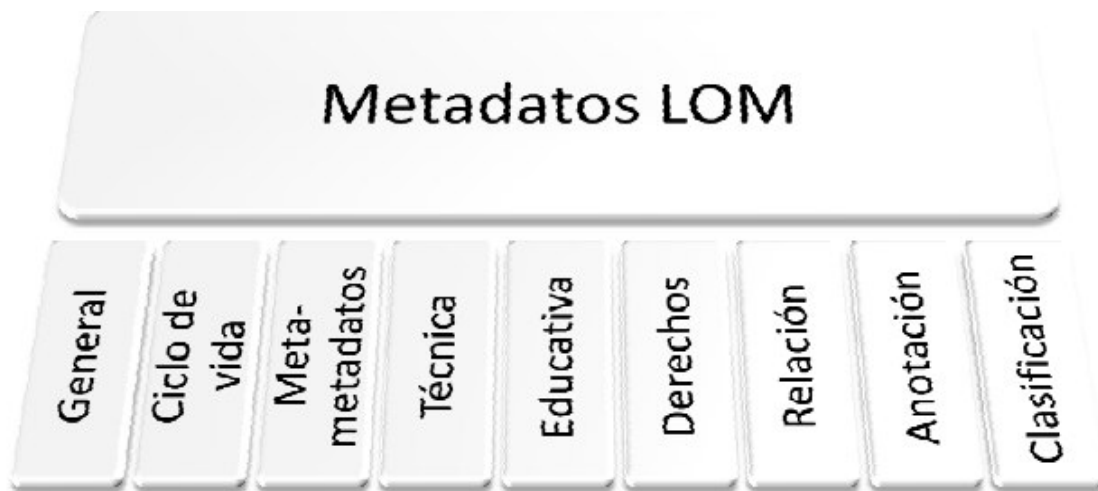 Metadatos LOM
General
Ciclo de
vida
Meta-
metadatos
Técnica
Educativa
Derechos
Relación
Anotación
Clasificación